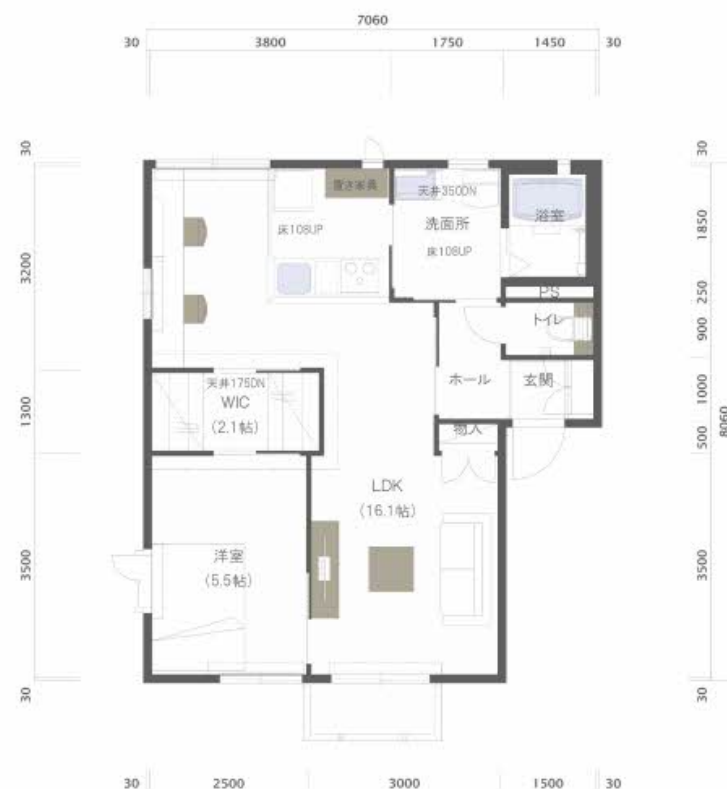 7060
30 3800 1750 1450 30
30 30
置き家具
天井350DN
浴室
洗面所
床108UP
床108UP
1850
3200
250
PS
900
トイレ
天井175DN
WIC
(2.1帖)
ホール
玄関
1300
1000
8060
物入
500
LDK
(16.1帖)
洋室
(5.5帖)
3500 3500
30 30
30 2500 3000 1500 30